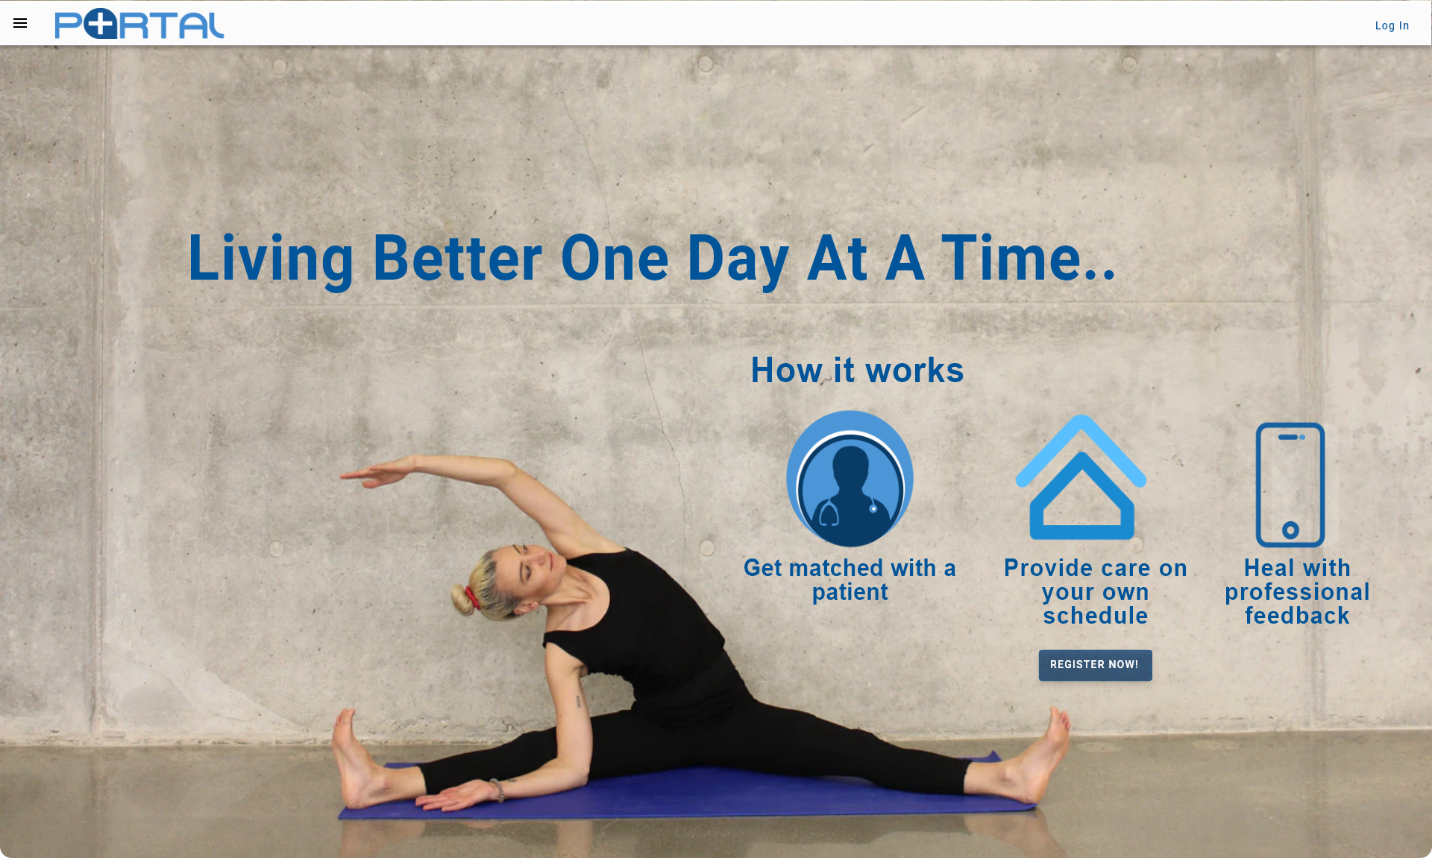 PORTAL
Log In
Living Better One Day At A Time..
How it works
Get matched with a
patient
Provide care on
your own
schedule
Heal with
professional
feedback
REGISTER NOW!